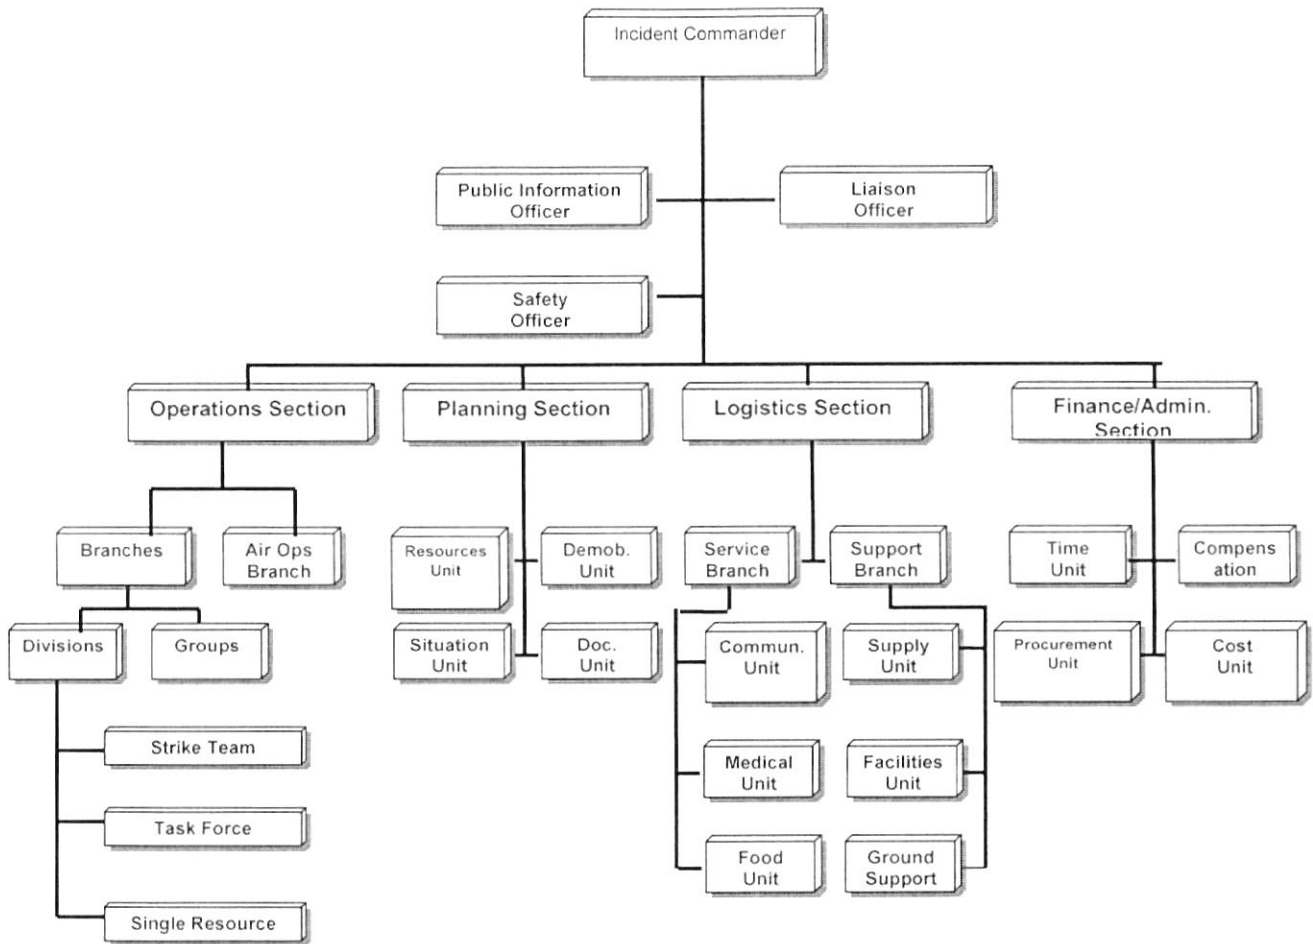 Incident Commander
Public Information
Officer
Liaison
Officer
Safety
Officer
Operations Section
Planning Section
Logistics Section
Finance/Admin.
Section
Branches
Air Ops
Branch
Resources
Unit
Demob.
Unit
Service
Branch
Support
Branch
Time
Unit
Compens
ation
Divisions
Groups
Situation
Unit
Doc.
Unit
Commun.
Unit
Supply
Unit
Procurement
Unit
Cost
Unit
Strike Team
Medical
Unit
Facilities
Unit
Task Force
Food
Unit
Ground
Support
Single Resource